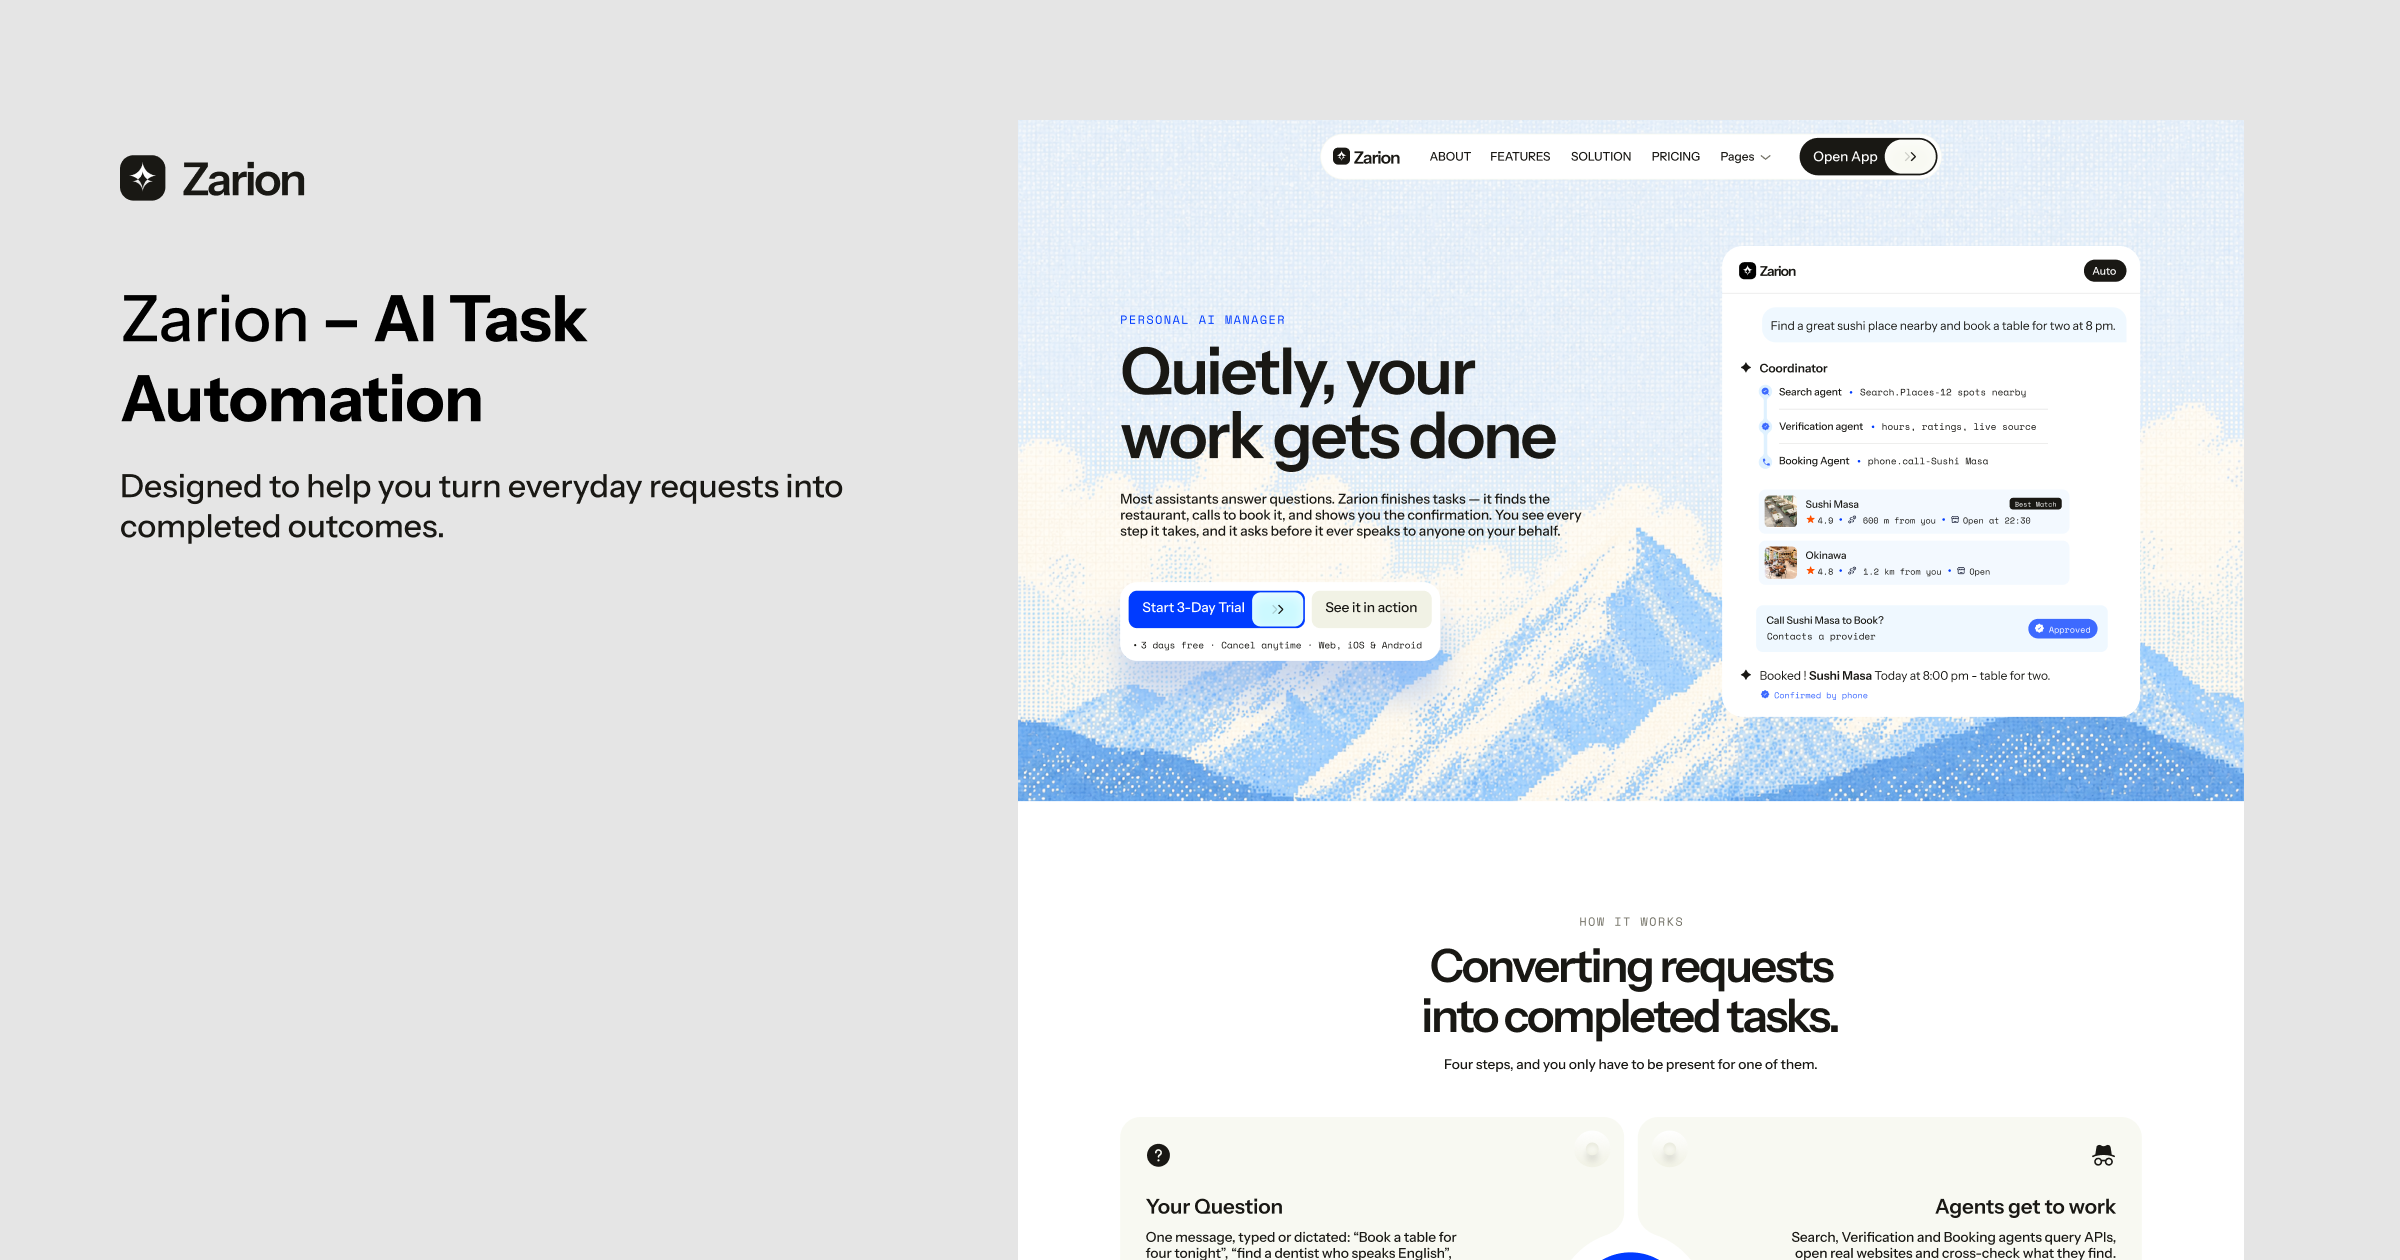 Zarion
Zarion – AI Task
Automation
Designed to help you turn everyday requests into
completed outcomes.
Zarion
ABOUT
FEATURES
SOLUTION
PRICING
Pages
Open App
PERSONAL AI MANAGER
Quietly, your
work gets done
Most assistants answer questions. Zarion finishes tasks — it finds the
restaurant, calls to book it, and shows you the confirmation. You see every
step it takes, and it asks before it ever speaks to anyone on your behalf.
Start 3-Day Trial
See it in action
• 3 days free · Cancel anytime · Web, iOS & Android
Zarion
Auto
Find a great sushi place nearby and book a table for two at 8 pm.
Coordinator
Search agent • Search.Places-12 spots nearby
Verification agent • hours, ratings, live source
Booking Agent • phone.call-Sushi Masa
Sushi Masa
Best Match
4.9 • 600 m from you • Open at 22:30
Okinawa
4.8 • 1.2 km from you • Open
Call Sushi Masa to Book?
Contacts a provider
Approved
Booked ! Sushi Masa Today at 8:00 pm - table for two.
Confirmed by phone
HOW IT WORKS
Converting requests
into completed tasks.
Four steps, and you only have to be present for one of them.
Your Question
One message, typed or dictated: “Book a table for
four tonight”, “find a dentist who speaks English”,
Agents get to work
Search, Verification and Booking agents query APIs,
open real websites and cross-check what they find.